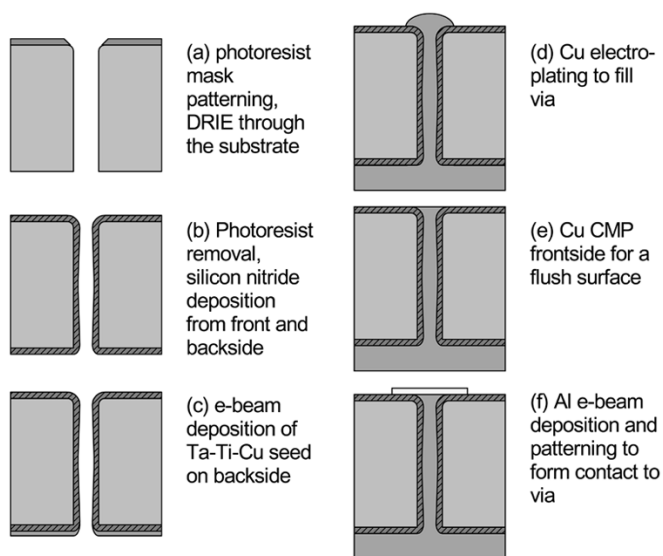 (a) photoresist
mask
patterning,
DRIE through
the substrate
(b) Photoresist
removal,
silicon nitride
deposition
from front and
backside
(c) e-beam
deposition of
Ta-Ti-Cu seed
on backside
(d) Cu electro-
plating to fill
via
(e) Cu CMP
frontside for a
flush surface
(f) Al e-beam
deposition and
patterning to
form contact to
via